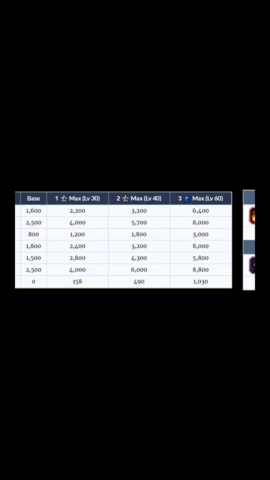 Base 1 Max (Lv 30) 2 Max (Lv 40) 3 Max (Lv 60)
1,600 2,200 3,200 6,400
2,500 4,000 5,700 8,000
800 1,200 1,800 3,000
1,800 2,400 3,200 8,000
1,500 2,800 4,300 5,800
2,500 4,000 6,000 8,800
0 158 490 1,030